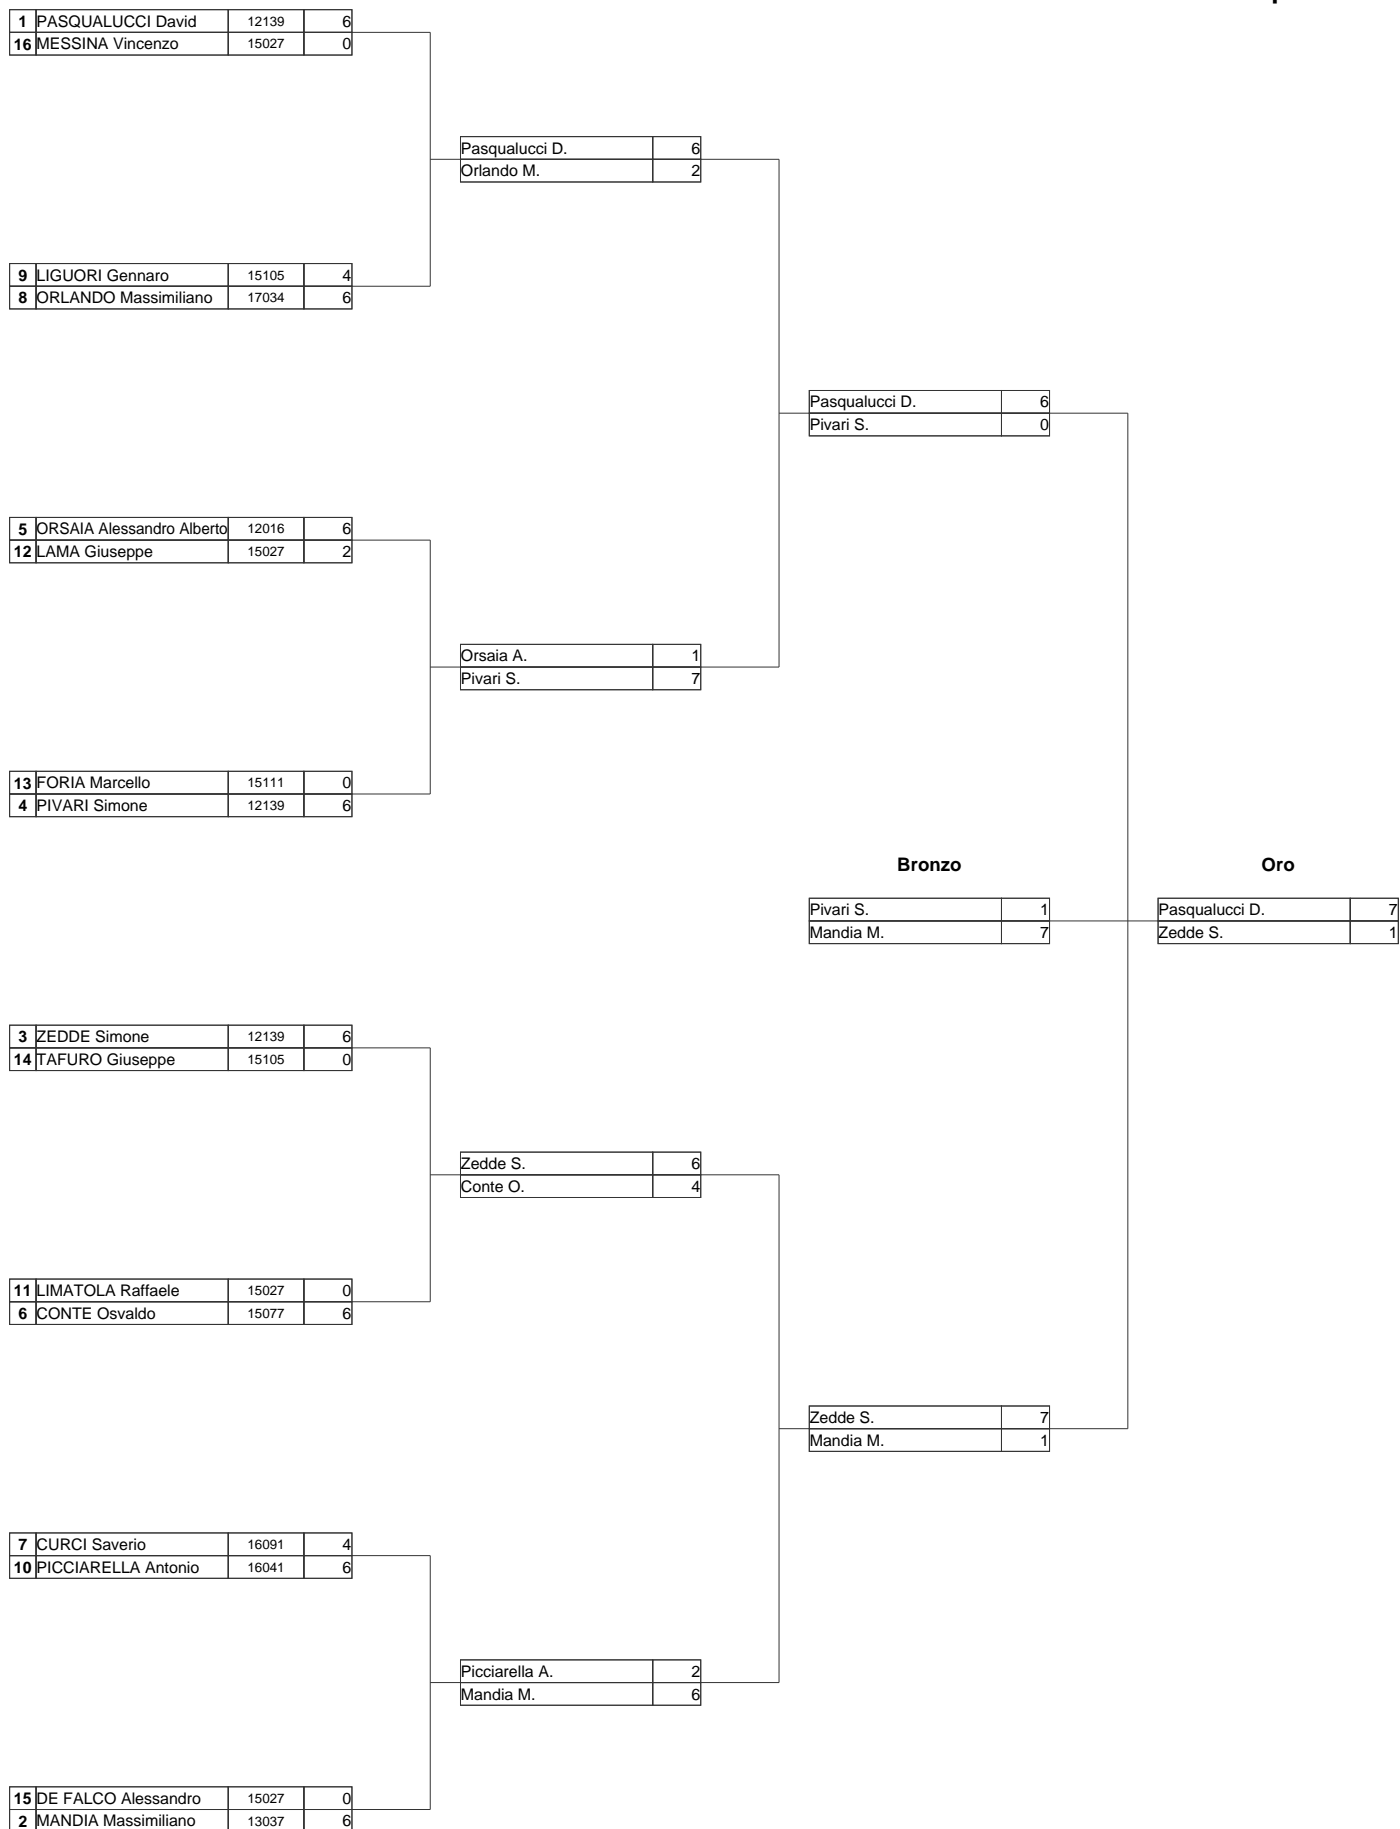 1 PASQUALUCCI David 12139 6
16 MESSINA Vincenzo 15027 0
Pasqualucci D. 6
Orlando M. 2
9 LIGUORI Gennaro 15105 4
8 ORLANDO Massimiliano 17034 6
Pasqualucci D. 6
Pivari S. 0
5 ORSAIA Alessandro Alberto 12016 6
12 LAMA Giuseppe 15027 2
Orsaia A. 1
Pivari S. 7
13 FORIA Marcello 15111 0
4 PIVARI Simone 12139 6
Bronzo Oro
Pivari S. 1 Pasqualucci D. 7
Mandia M. 7 Zedde S. 1
3 ZEDDE Simone 12139 6
14 TAFURO Giuseppe 15105 0
Zedde S. 6
Conte O. 4
11 LIMATOLA Raffaele 15027 0
6 CONTE Osvaldo 15077 6
Zedde S. 7
Mandia M. 1
7 CURCI Saverio 16091 4
10 PICCIARELLA Antonio 16041 6
Picciarella A. 2
Mandia M. 6
15 DE FALCO Alessandro 15027 0
2 MANDIA Massimiliano 13037 6